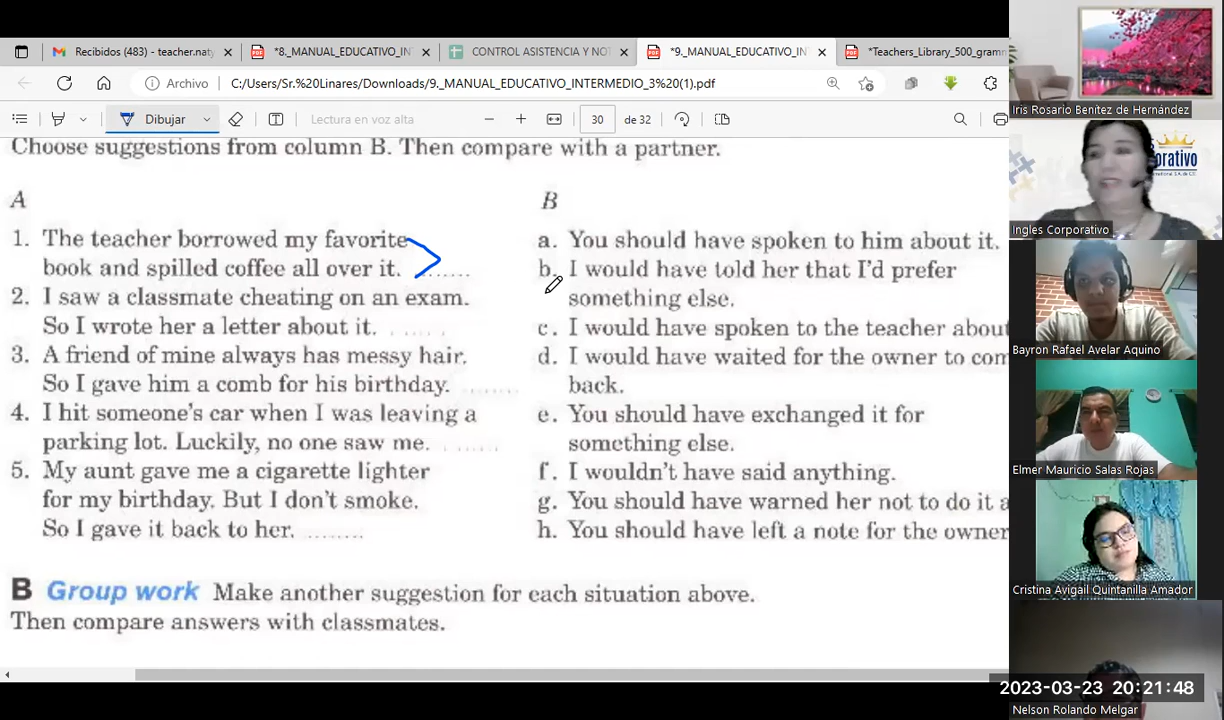 Recibidos (483) - teacher.naty
*8._MANUAL_EDUCATIVO_IN
CONTROL ASISTENCIA Y NOT
*9._MANUAL_EDUCATIVO_IN
*Teachers_Library_500_gramm
Archivo
C:/Users/Sr.%20Linares/Downloads/9._MANUAL_EDUCATIVO_INTERMEDIO_3%20(1).pdf
Dibujar
Lectura en voz alta
30
de 32
Choose suggestions from column B. Then compare with a partner.
A
1. The teacher borrowed my favorite
book and spilled coffee all over it. ........
2. I saw a classmate cheating on an exam.
So I wrote her a letter about it. ......
3. A friend of mine always has messy hair.
So I gave him a comb for his birthday. .......
4. I hit someone's car when I was leaving a
parking lot. Luckily, no one saw me. .......
5. My aunt gave me a cigarette lighter
for my birthday. But I don't smoke.
So I gave it back to her. ........
B
a. You should have spoken to him about it.
b. I would have told her that I'd prefer
something else.
c. I would have spoken to the teacher about
d. I would have waited for the owner to com
back.
e. You should have exchanged it for
something else.
f. I wouldn't have said anything.
g. You should have warned her not to do it a
h. You should have left a note for the owner
B Group work Make another suggestion for each situation above.
Then compare answers with classmates.
Iris Rosario Benítez de Hernández
orativo
Ingles Corporativo
Bayron Rafael Avelar Aquino
Elmer Mauricio Salas Rojas
Cristina Avigail Quintanilla Amador
2023-03-23 20:21:48
Nelson Rolando Melgar